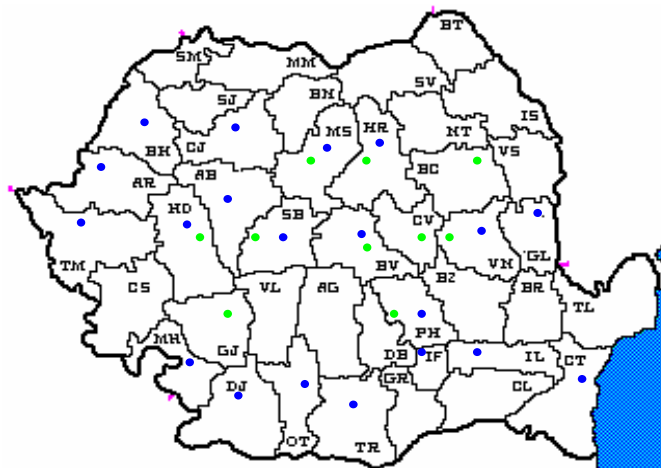 BT
SM
MM
SV
SJ
BN
IS
MS
HR
NT
BH
CJ
BC
VS
AR
AB
HD
SB
CV
TM
BV
VN
GL
CS
VL
AG
BZ
BR
TL
MH
GJ
PH
DB
IF
IL
CT
DJ
GR
CL
OT
TR